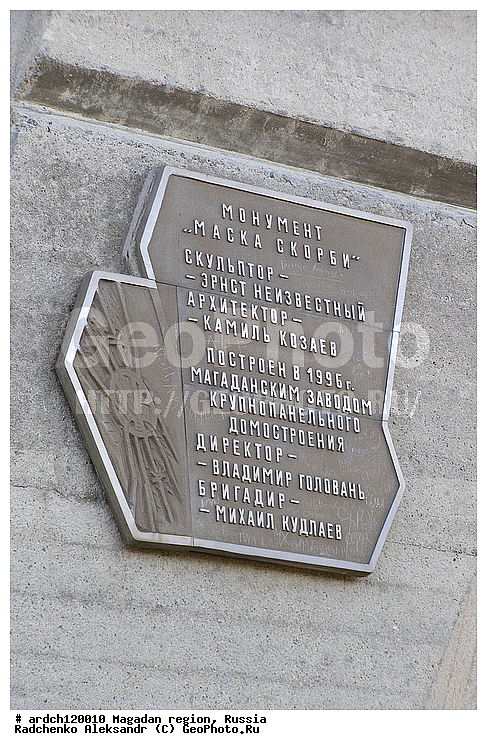 МОНУМЕНТ
„МАСКА СКОРБИ“
СКУЛЬПТОР –
– ЭРНСТ НЕИЗВЕСТНЫЙ
АРХИТЕКТОР –
– КАМИЛЬ КОЗАЕВ
ПОСТРОЕН В 1996г.
МАГАДАНСКИМ ЗАВОДОМ
КРУПНОПАНЕЛЬНОГО
ДОМОСТРОЕНИЯ
ДИРЕКТОР –
– ВЛАДИМИР ГОЛОВАНЬ
БРИГАДИР –
– МИХАИЛ КУДЛАЕВ
GeoPhoto
# ardch120010 Magadan region, Russia
Radchenko Aleksandr (C) GeoPhoto.Ru